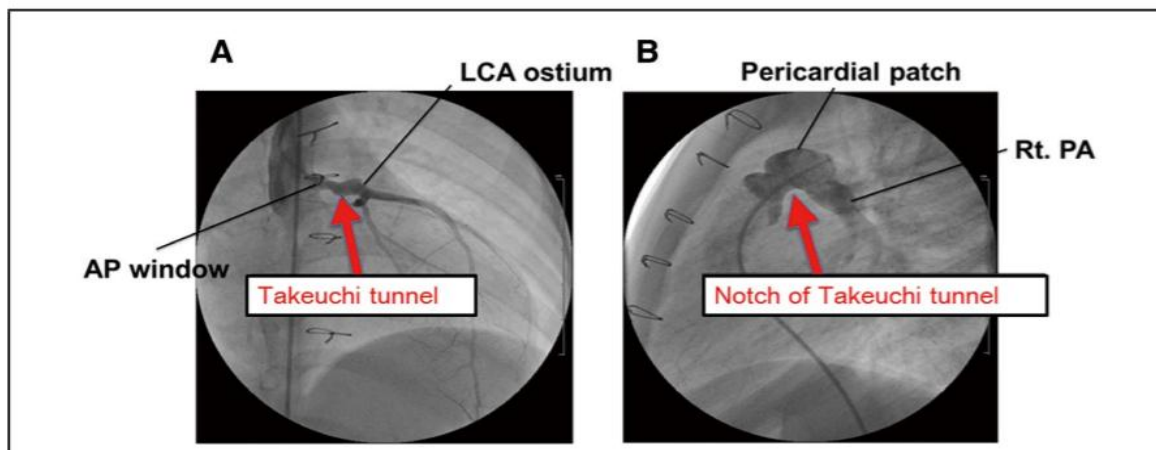 A
LCA ostium
AP window
Takeuchi tunnel
B
Pericardial patch
Rt. PA
Notch of Takeuchi tunnel